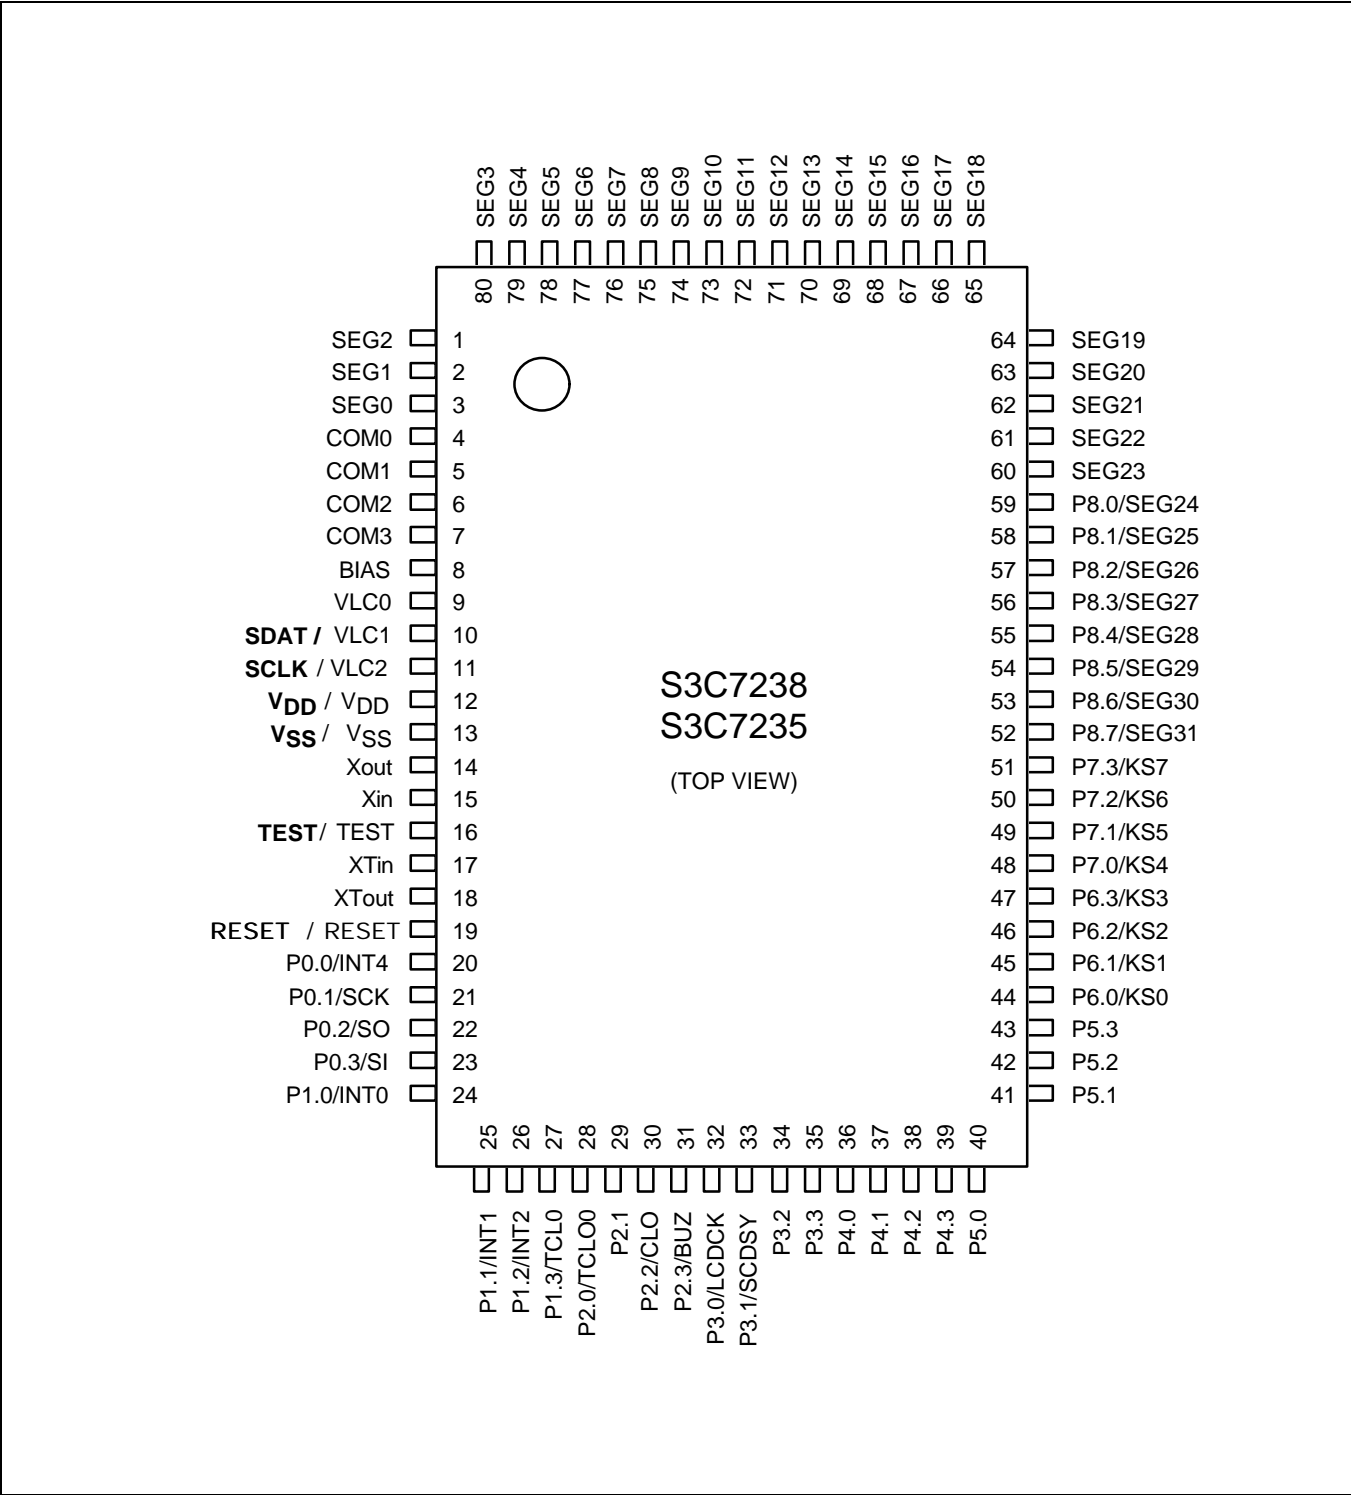 SEG3 SEG4 SEG5 SEG6 SEG7 SEG8 SEG9 SEG10 SEG11 SEG12 SEG13 SEG14 SEG15 SEG16 SEG17 SEG18
80 79 78 77 76 75 74 73 72 71 70 69 68 67 66 65
SEG2 1 64 SEG19
SEG1 2 63 SEG20
SEG0 3 62 SEG21
COM0 4 61 SEG22
COM1 5 60 SEG23
COM2 6 59 P8.0/SEG24
COM3 7 58 P8.1/SEG25
BIAS 8 57 P8.2/SEG26
VLC0 9 56 P8.3/SEG27
SDAT / VLC1 10 55 P8.4/SEG28
SCLK / VLC2 11 54 P8.5/SEG29
VDD / VDD 12 53 P8.6/SEG30
VSS / VSS 13 52 P8.7/SEG31
Xout 14 51 P7.3/KS7
Xin 15 50 P7.2/KS6
TEST/ TEST 16 49 P7.1/KS5
XTin 17 48 P7.0/KS4
XTout 18 47 P6.3/KS3
RESET / RESET 19 46 P6.2/KS2
P0.0/INT4 20 45 P6.1/KS1
P0.1/SCK 21 44 P6.0/KS0
P0.2/SO 22 43 P5.3
P0.3/SI 23 42 P5.2
P1.0/INT0 24 41 P5.1
S3C7238
S3C7235
(TOP VIEW)
25 26 27 28 29 30 31 32 33 34 35 36 37 38 39 40
P1.1/INT1 P1.2/INT2 P1.3/TCL0 P2.0/TCLO0 P2.1 P2.2/CLO P2.3/BUZ P3.0/LCDCK P3.1/SCDSY P3.2 P3.3 P4.0 P4.1 P4.2 P4.3 P5.0